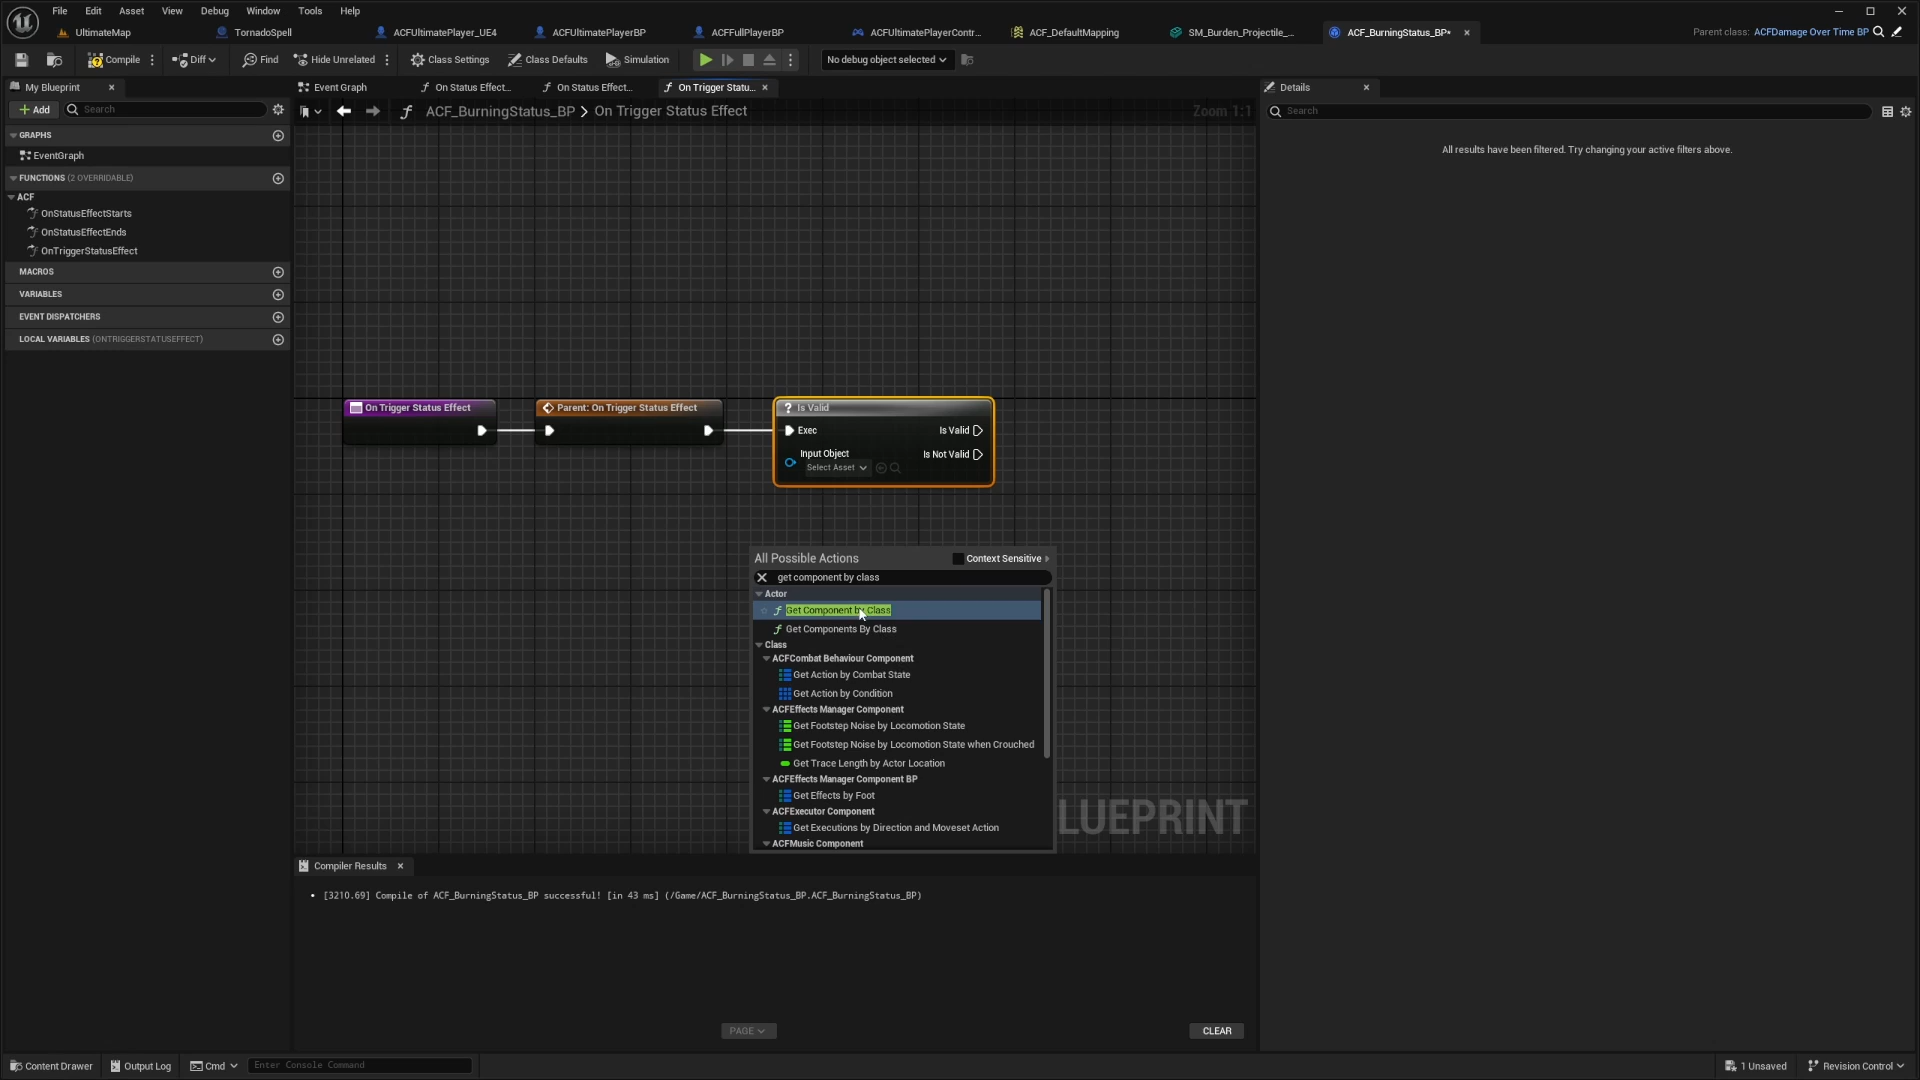 File Edit Asset View Debug Window Tools Help
UltimateMap TornadoSpell ACFUltimatePlayer_UE4 ACFUltimatePlayerBP ACFFullPlayerBP ACFUltimatePlayerContr... ACF_DefaultMapping SM_Burden_Projectile_... ACF_BurningStatus_BP* Parent class: ACFDamage Over Time BP
Compile Diff Find Hide Unrelated Class Settings Class Defaults Simulation No debug object selected
My Blueprint Event Graph On Status Effect... On Status Effect... On Trigger Statu... Details
Add Search ACF_BurningStatus_BP > On Trigger Status Effect Zoom 1:1 Search
GRAPHS
EventGraph
FUNCTIONS (2 OVERRIDABLE)
ACF
OnStatusEffectStarts
OnStatusEffectEnds
OnTriggerStatusEffect
MACROS
VARIABLES
EVENT DISPATCHERS
LOCAL VARIABLES (ONTRIGGERSTATUSEFFECT)
All results have been filtered. Try changing your active filters above.
On Trigger Status Effect Parent: On Trigger Status Effect Is Valid
Exec Is Valid
Input Object Is Not Valid
Select Asset
All Possible Actions Context Sensitive
get component by class
Actor
Get Component by Class
Get Components By Class
Class
ACFCombat Behaviour Component
Get Action by Combat State
Get Action by Condition
ACFEffects Manager Component
Get Footstep Noise by Locomotion State
Get Footstep Noise by Locomotion State when Crouched
Get Trace Length by Actor Location
ACFEffects Manager Component BP
Get Effects by Foot
ACFExecutor Component
Get Executions by Direction and Moveset Action
ACFMusic Component
LUEPRINT
Compiler Results
• [3210.69] Compile of ACF_BurningStatus_BP successful! [in 43 ms] (/Game/ACF_BurningStatus_BP.ACF_BurningStatus_BP)
PAGE CLEAR
Content Drawer Output Log Cmd Enter Console Command 1 Unsaved Revision Control